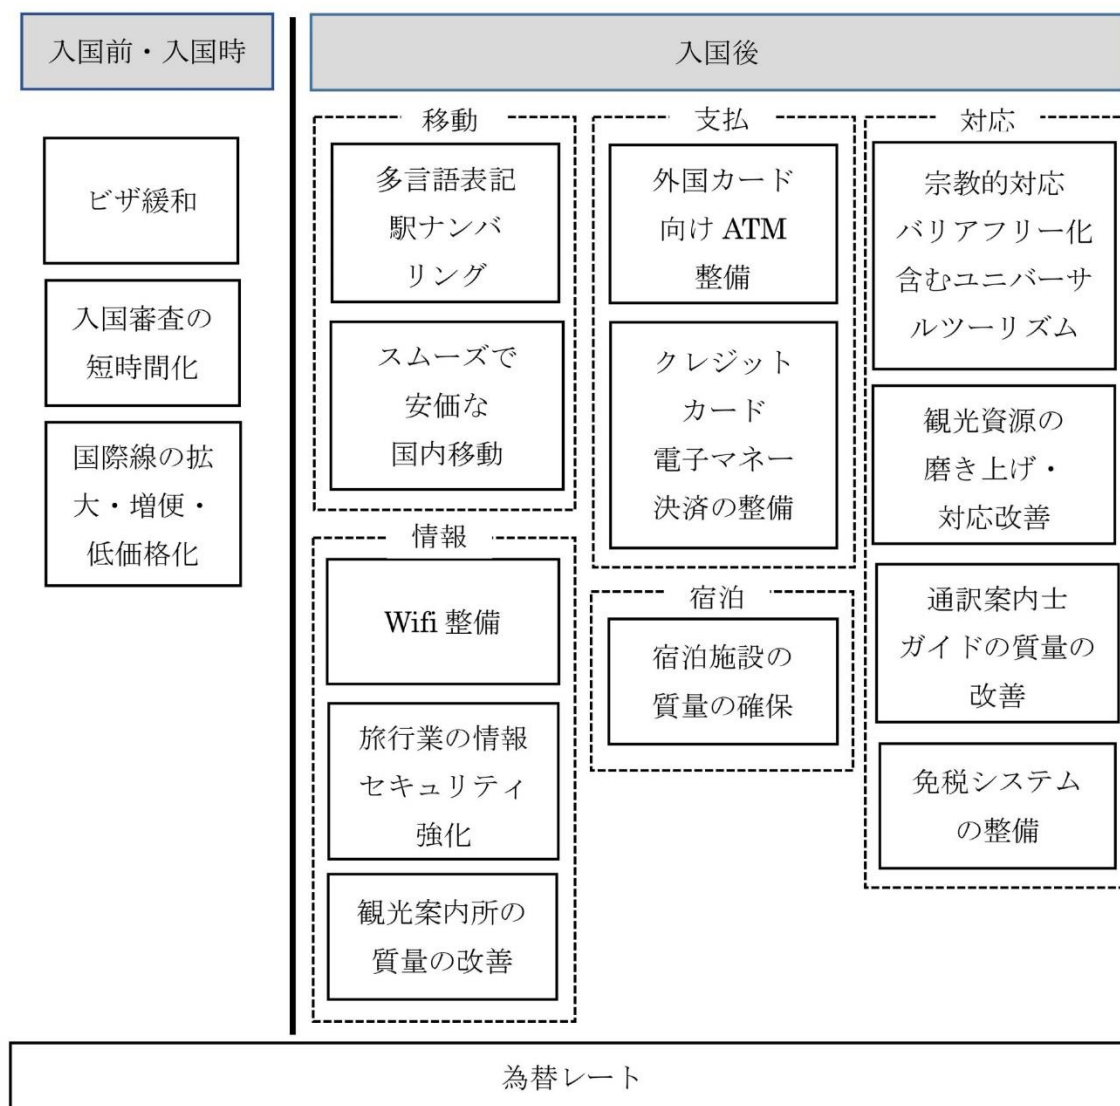 入国前・入国時
ビザ緩和
入国審査の
短時間化
国際線の拡
大・増便・
低価格化
入国後
移動
多言語表記
駅ナンバ
リング
スムーズで
安価な
国内移動
情報
Wifi 整備
旅行業の情報
セキュリティ
強化
観光案内所の
質量の改善
支払
外国カード
向け ATM
整備
クレジット
カード
電子マネー
決済の整備
宿泊
宿泊施設の
質量の確保
対応
宗教的対応
バリアフリー化
含むユニバーサ
ルツーリズム
観光資源の
磨き上げ・
対応改善
通訳案内士
ガイドの質量の
改善
免税システム
の整備
為替レート